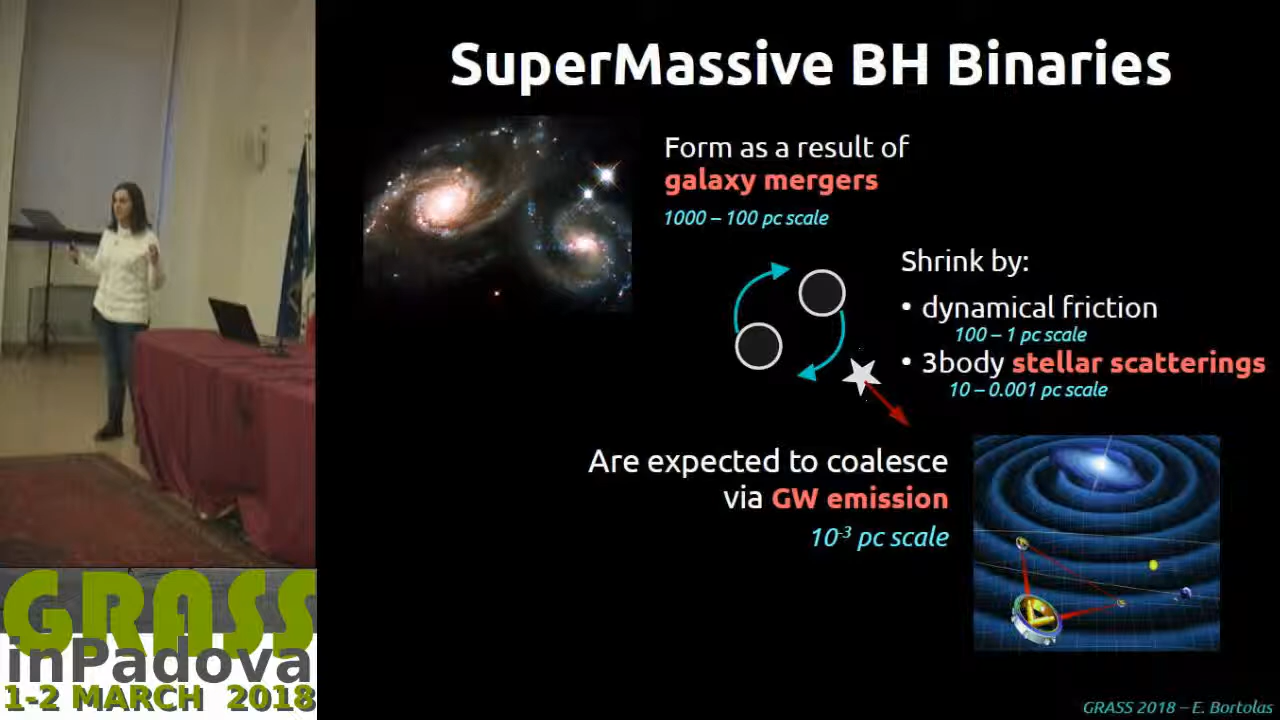 SuperMassive BH Binaries
Form as a result of
galaxy mergers
1000 – 100 pc scale
Shrink by:
• dynamical friction
100 – 1 pc scale
• 3body stellar scatterings
10 – 0.001 pc scale
Are expected to coalesce
via GW emission
10⁻³ pc scale
GRASS
inPadova
1-2 MARCH 2018
GRASS 2018 – E. Bortolas